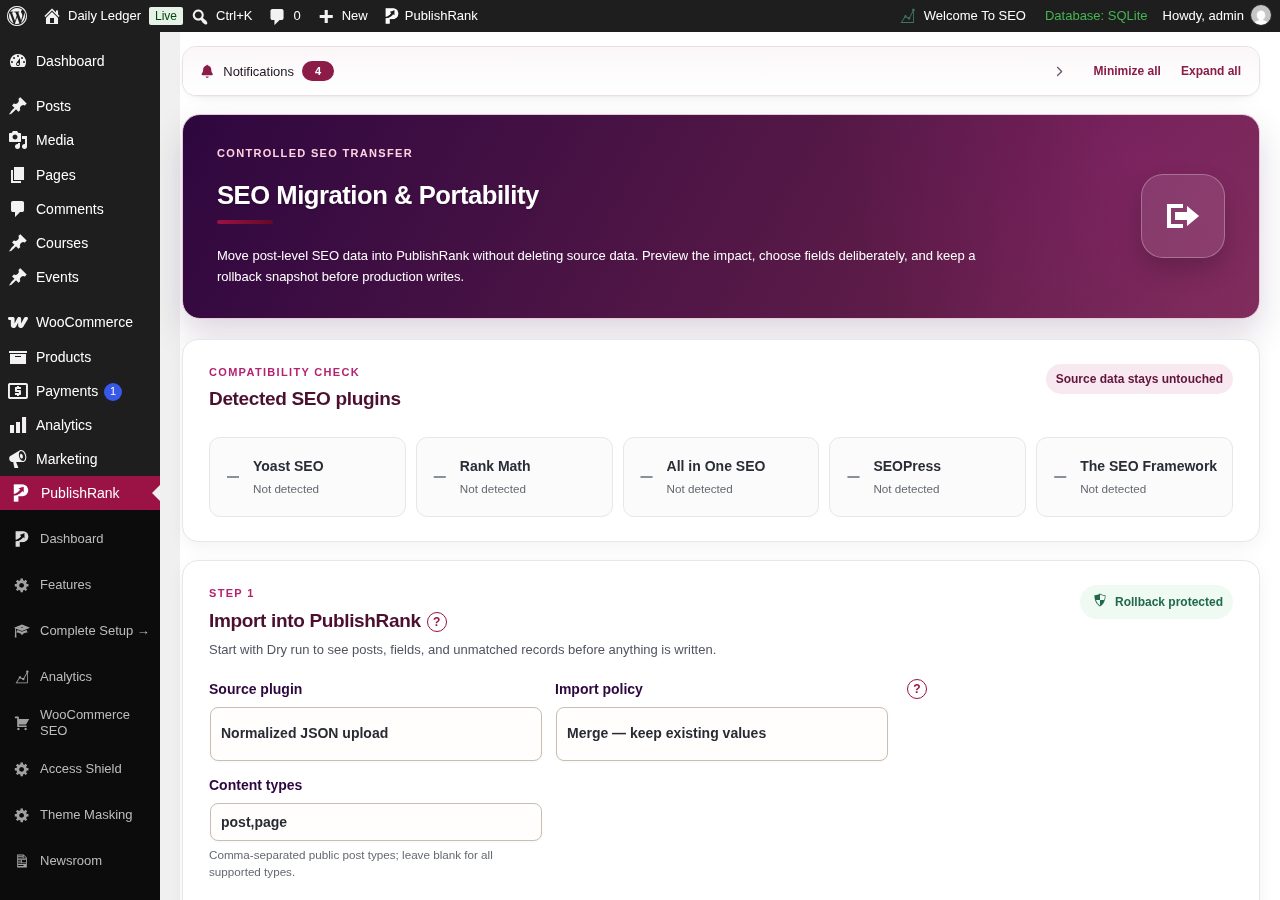 Daily Ledger
Live
Ctrl+K
0
New
PublishRank
Welcome To SEO
Database: SQLite
Howdy, admin
Dashboard
Posts
Media
Pages
Comments
Courses
Events
WooCommerce
Products
Payments 1
Analytics
Marketing
PublishRank
Dashboard
Features
Complete Setup →
Analytics
WooCommerce
SEO
Access Shield
Theme Masking
Newsroom
Notifications 4
Minimize all
Expand all
CONTROLLED SEO TRANSFER
SEO Migration & Portability
Move post-level SEO data into PublishRank without deleting source data. Preview the impact, choose fields deliberately, and keep a
rollback snapshot before production writes.
COMPATIBILITY CHECK
Detected SEO plugins
Source data stays untouched
— Yoast SEO
Not detected
— Rank Math
Not detected
— All in One SEO
Not detected
— SEOPress
Not detected
— The SEO Framework
Not detected
STEP 1
Import into PublishRank ?
Rollback protected
Start with Dry run to see posts, fields, and unmatched records before anything is written.
Source plugin
Normalized JSON upload
Import policy
?
Merge — keep existing values
Content types
post,page
Comma-separated public post types; leave blank for all
supported types.